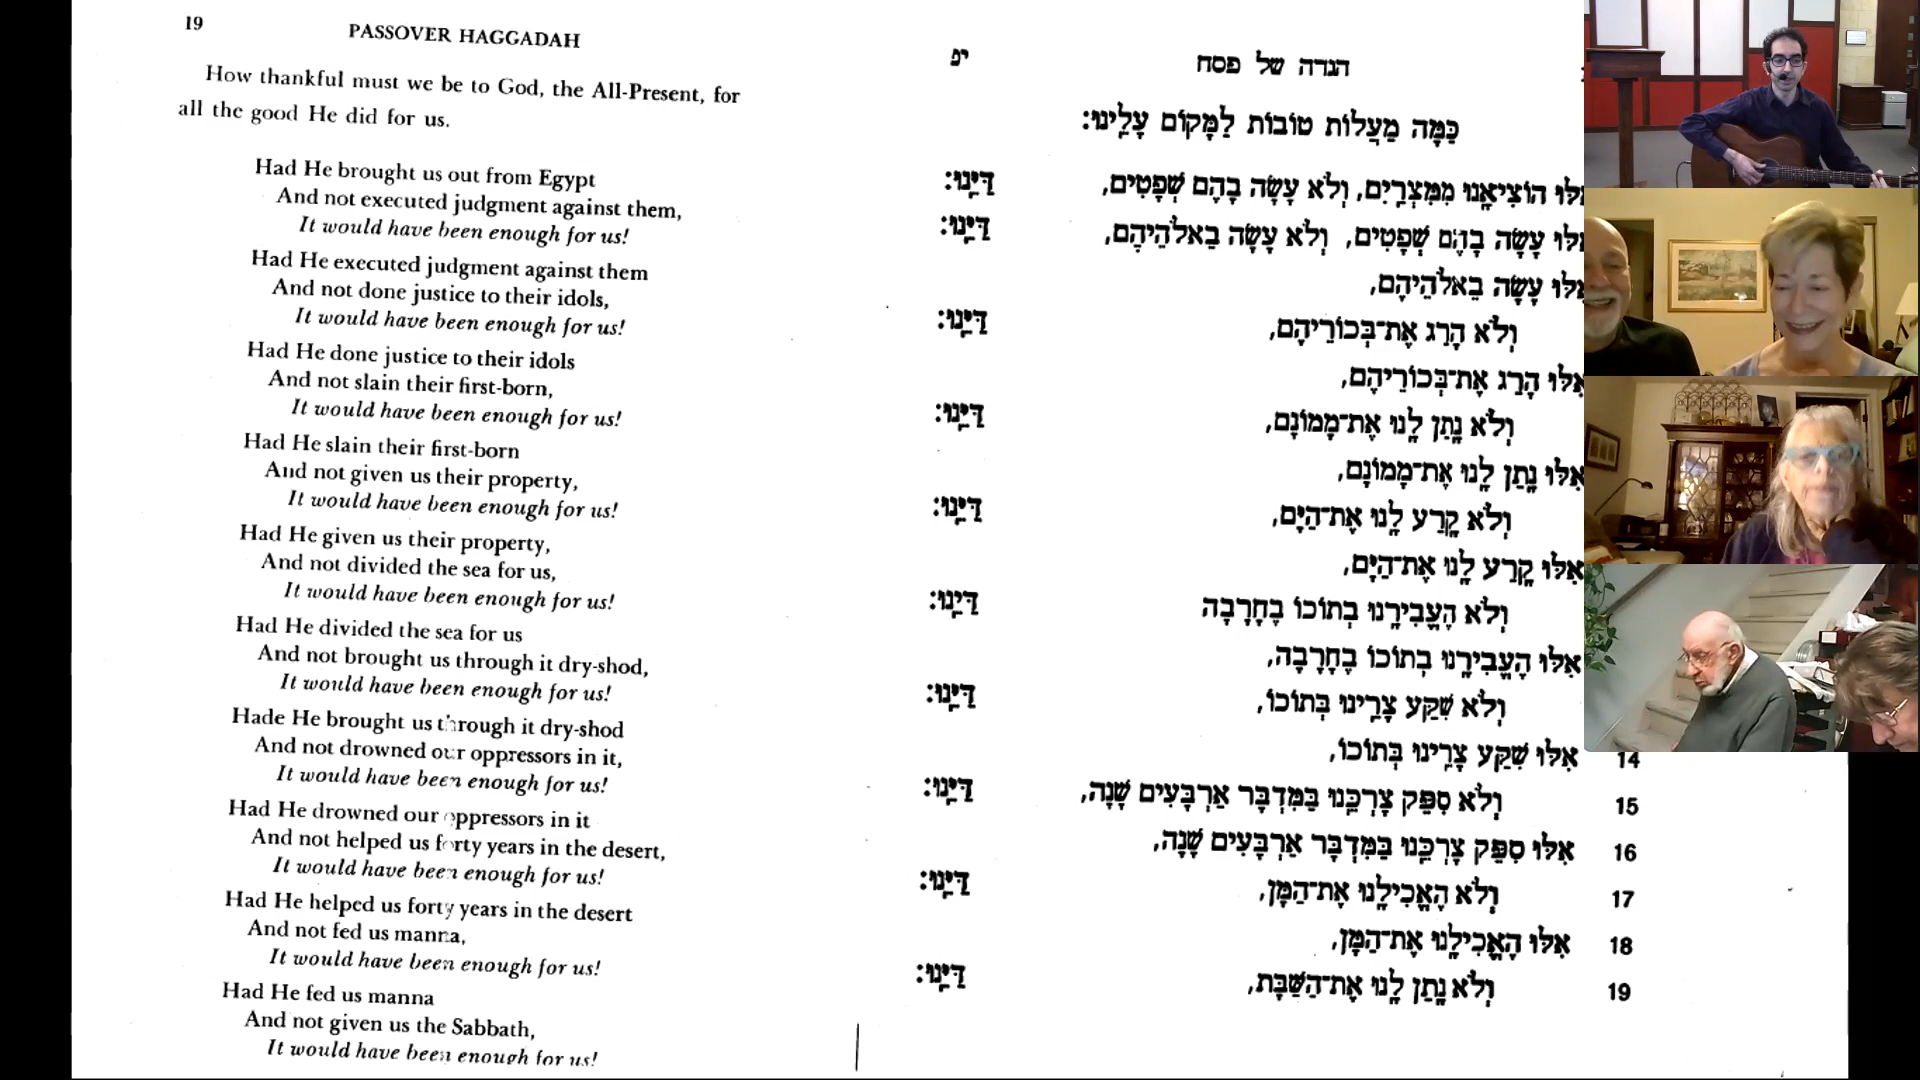 19
PASSOVER HAGGADAH
How thankful must we be to God, the All-Present, for
all the good He did for us.
Had He brought us out from Egypt
And not executed judgment against them,
It would have been enough for us!
Had He executed judgment against them
And not done justice to their idols,
It would have been enough for us!
Had He done justice to their idols
And not slain their first-born,
It would have been enough for us!
Had He slain their first-born
And not given us their property,
It would have been enough for us!
Had He given us their property,
And not divided the sea for us,
It would have been enough for us!
Had He divided the sea for us
And not brought us through it dry-shod,
It would have been enough for us!
Hade He brought us through it dry-shod
And not drowned our oppressors in it,
It would have been enough for us!
Had He drowned our oppressors in it
And not helped us forty years in the desert,
It would have been enough for us!
Had He helped us forty years in the desert
And not fed us manna,
It would have been enough for us!
Had He fed us manna
And not given us the Sabbath,
It would have been enough for us!
הגדה של פסח
כַּמָּה מַעֲלוֹת טוֹבוֹת לַמָּקוֹם עָלֵינוּ:
הוֹצִיאָנוּ מִמִּצְרַיִם, וְלֹא עָשָׂה בָהֶם שְׁפָטִים, דַּיֵּנוּ:
עָשָׂה בָהֶם שְׁפָטִים, וְלֹא עָשָׂה בֵאלֹהֵיהֶם, דַּיֵּנוּ:
עָשָׂה בֵאלֹהֵיהֶם,
וְלֹא הָרַג אֶת־בְּכוֹרֵיהֶם, דַּיֵּנוּ:
אִלּוּ הָרַג אֶת־בְּכוֹרֵיהֶם,
וְלֹא נָתַן לָנוּ אֶת־מָמוֹנָם, דַּיֵּנוּ:
אִלּוּ נָתַן לָנוּ אֶת־מָמוֹנָם,
וְלֹא קָרַע לָנוּ אֶת־הַיָּם, דַּיֵּנוּ:
אִלּוּ קָרַע לָנוּ אֶת־הַיָּם,
וְלֹא הֶעֱבִירָנוּ בְתוֹכוֹ בֶחָרָבָה דַּיֵּנוּ:
אִלּוּ הֶעֱבִירָנוּ בְתוֹכוֹ בֶחָרָבָה,
וְלֹא שִׁקַּע צָרֵינוּ בְּתוֹכוֹ, דַּיֵּנוּ:
אִלּוּ שִׁקַּע צָרֵינוּ בְּתוֹכוֹ, 14
וְלֹא סִפֵּק צָרְכֵּנוּ בַּמִּדְבָּר אַרְבָּעִים שָׁנָה, דַּיֵּנוּ: 15
אִלּוּ סִפֵּק צָרְכֵּנוּ בַּמִּדְבָּר אַרְבָּעִים שָׁנָה, 16
וְלֹא הֶאֱכִילָנוּ אֶת־הַמָּן, דַּיֵּנוּ: 17
אִלּוּ הֶאֱכִילָנוּ אֶת־הַמָּן, 18
וְלֹא נָתַן לָנוּ אֶת־הַשַּׁבָּת, דַּיֵּנוּ: 19